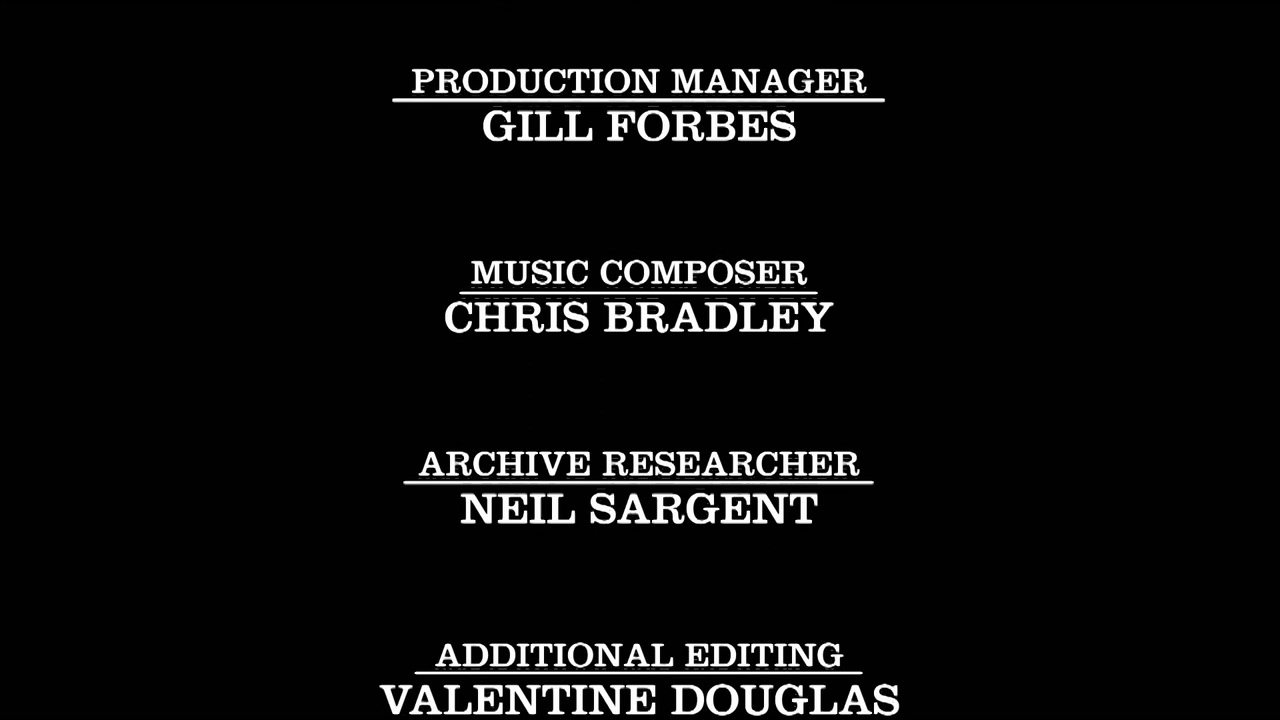 PRODUCTION MANAGER
GILL FORBES
MUSIC COMPOSER
CHRIS BRADLEY
ARCHIVE RESEARCHER
NEIL SARGENT
ADDITIONAL EDITING
VALENTINE DOUGLAS